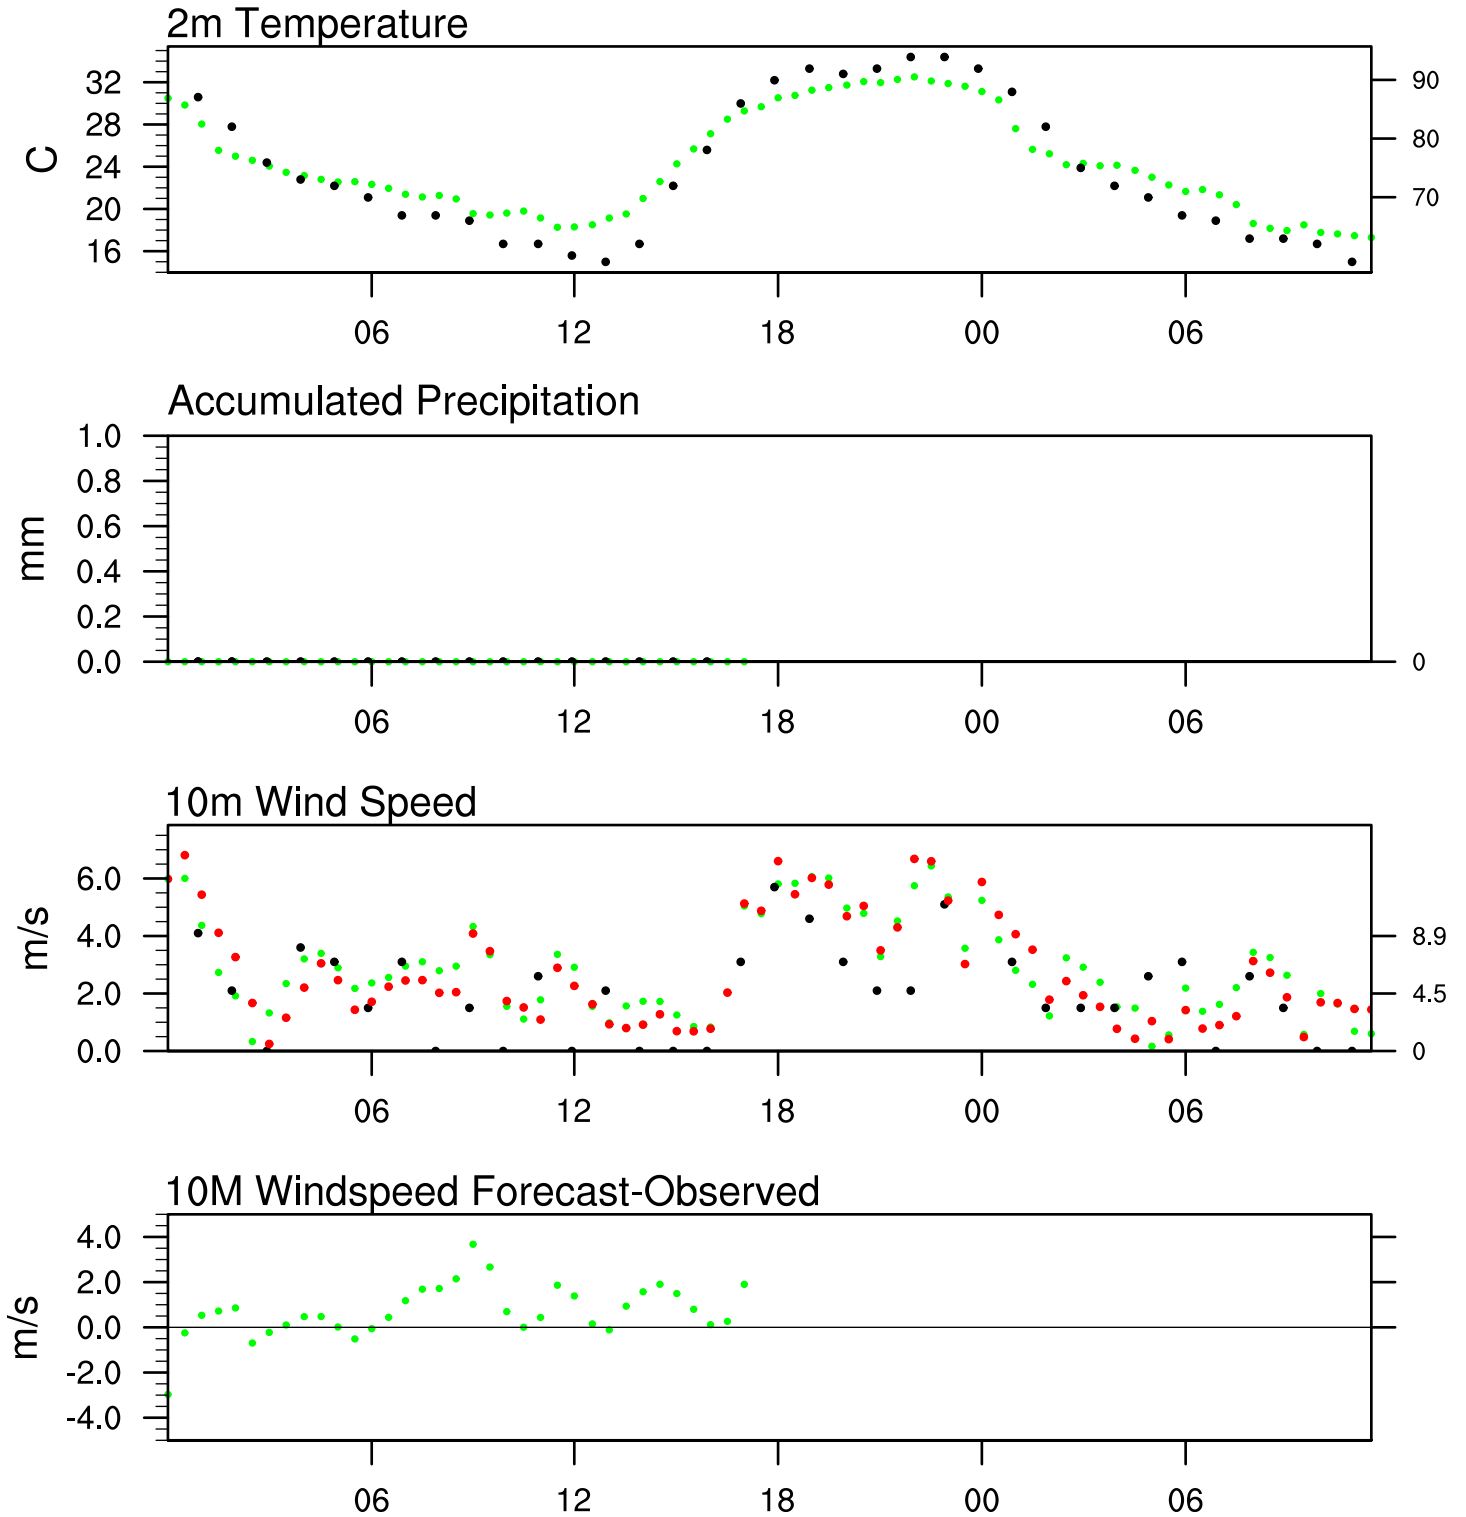 2m Temperature
C
32
28
24
20
16
90
80
70
06 12 18 00 06
Accumulated Precipitation
mm
1.0
0.8
0.6
0.4
0.2
0.0
0
06 12 18 00 06
10m Wind Speed
m/s
6.0
4.0
2.0
0.0
8.9
4.5
0
06 12 18 00 06
10M Windspeed Forecast-Observed
m/s
4.0
2.0
0.0
-2.0
-4.0
06 12 18 00 06